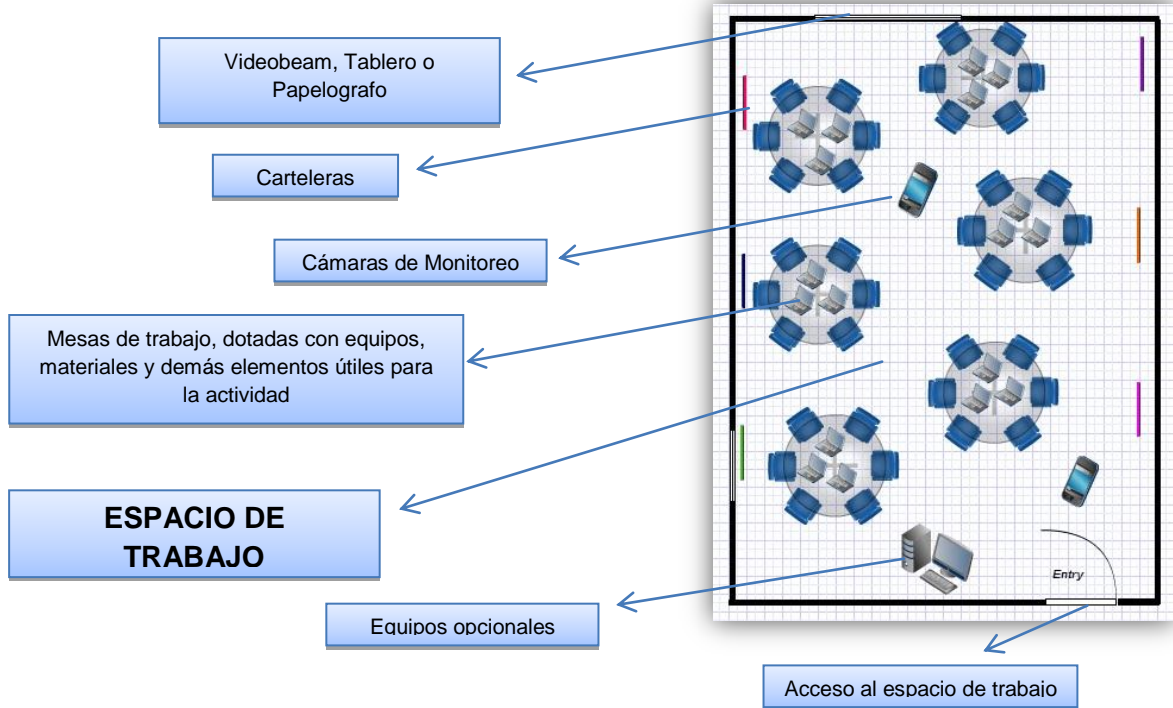 Videobeam, Tablero o
Papelografo
Carteleras
Cámaras de Monitoreo
Mesas de trabajo, dotadas con equipos,
materiales y demás elementos útiles para
la actividad
ESPACIO DE
TRABAJO
Entry
Equipos opcionales
Acceso al espacio de trabajo